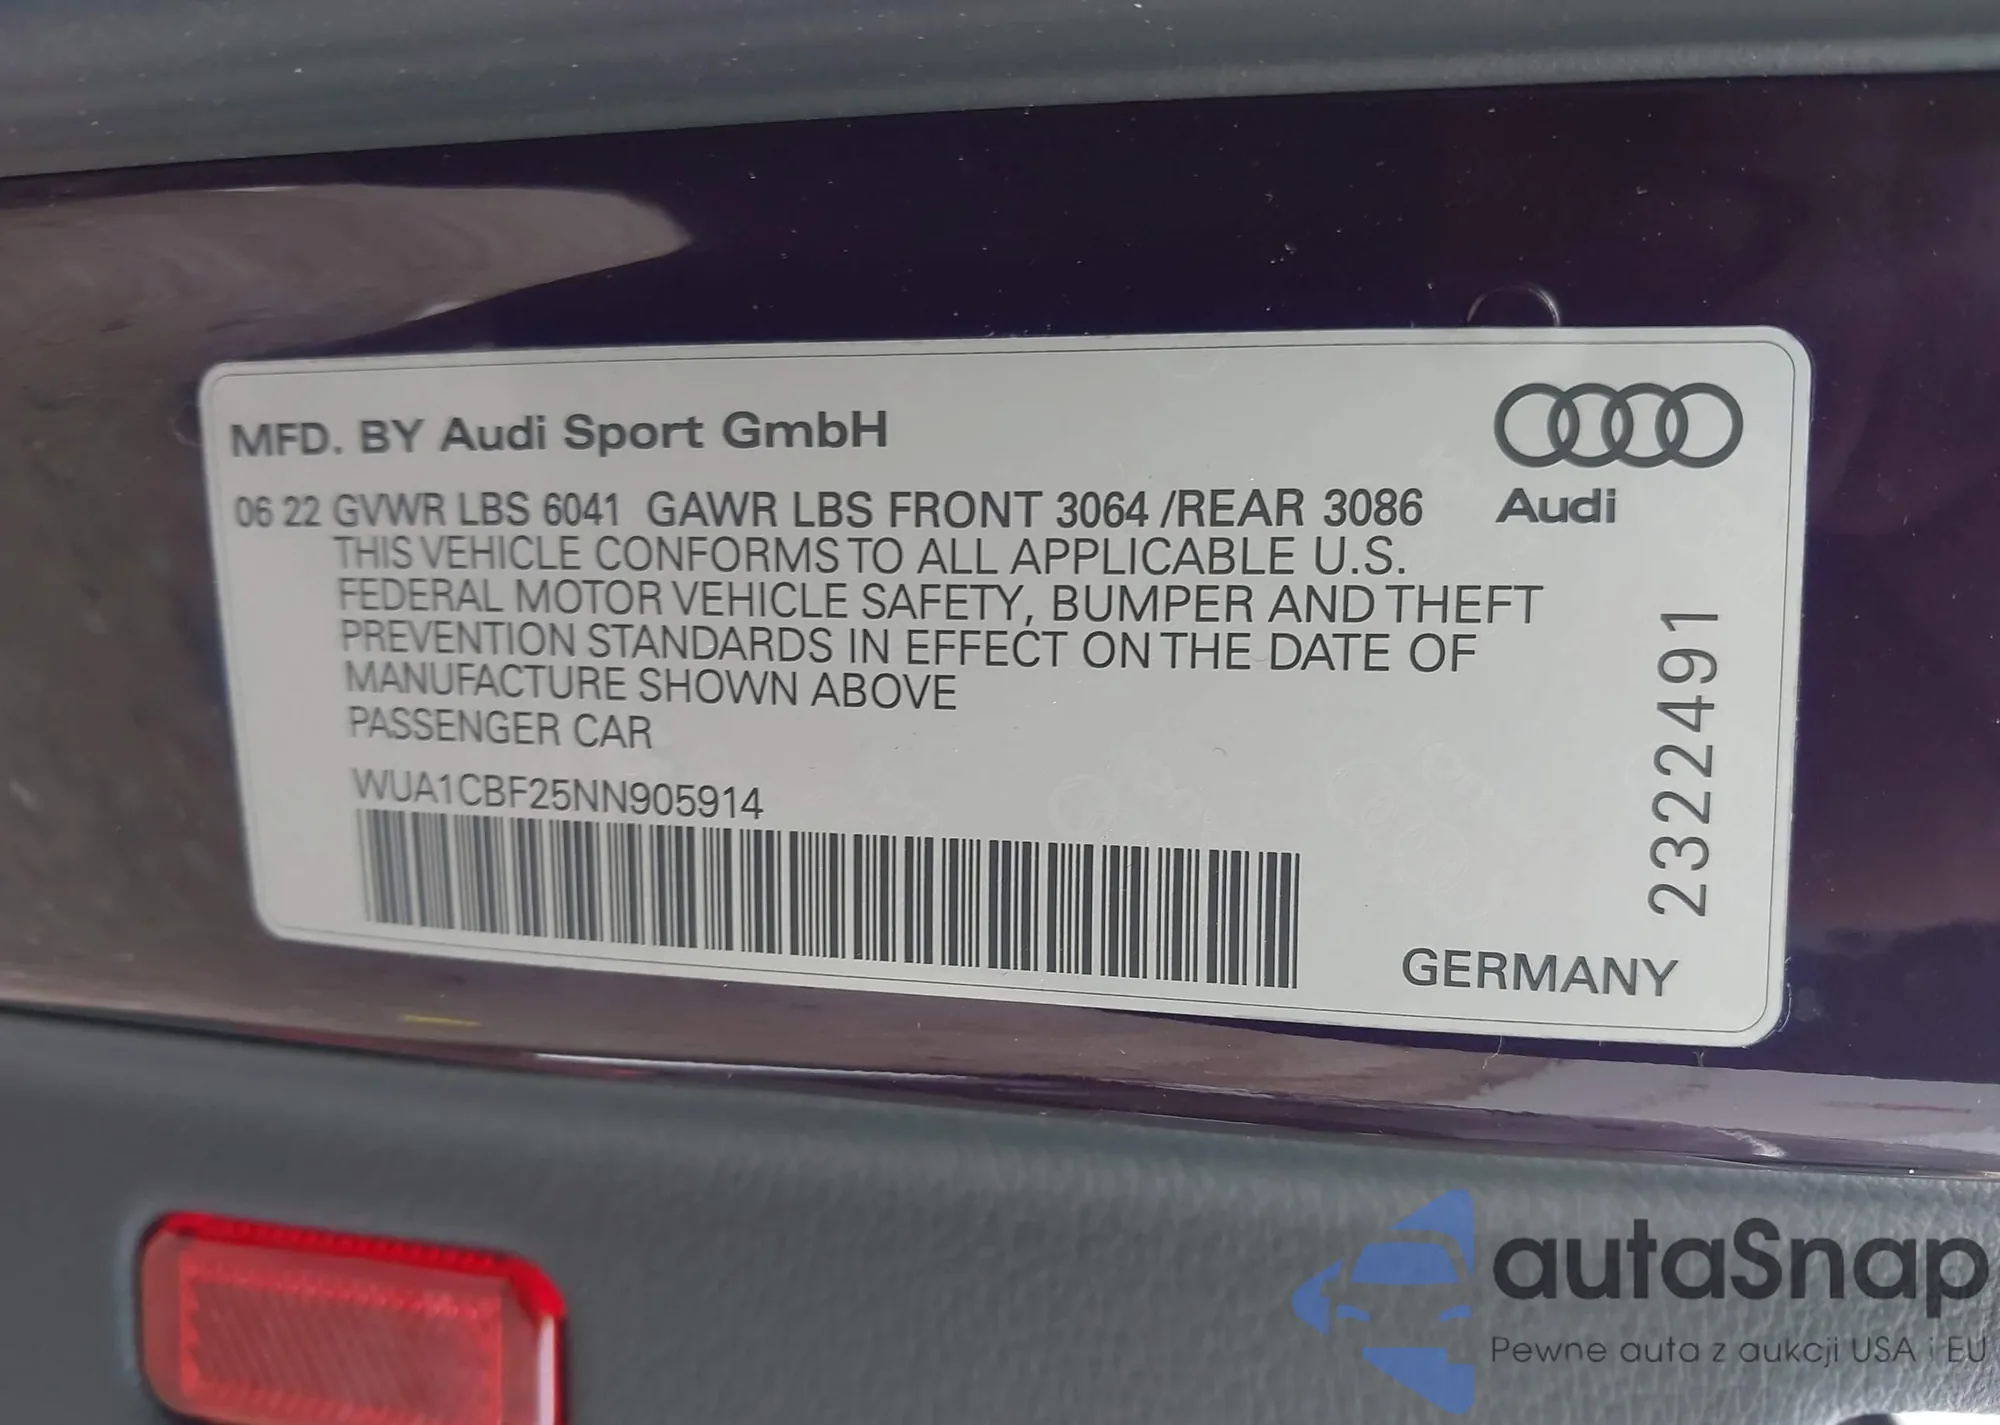 MFD. BY Audi Sport GmbH
06 22 GVWR LBS 6041 GAWR LBS FRONT 3064 /REAR 3086
THIS VEHICLE CONFORMS TO ALL APPLICABLE U.S.
FEDERAL MOTOR VEHICLE SAFETY, BUMPER AND THEFT
PREVENTION STANDARDS IN EFFECT ON THE DATE OF
MANUFACTURE SHOWN ABOVE
PASSENGER CAR
WUA1CBF25NN905914
Audi
2322491
GERMANY
autaSnap
Pewne auta z aukcji USA i EU